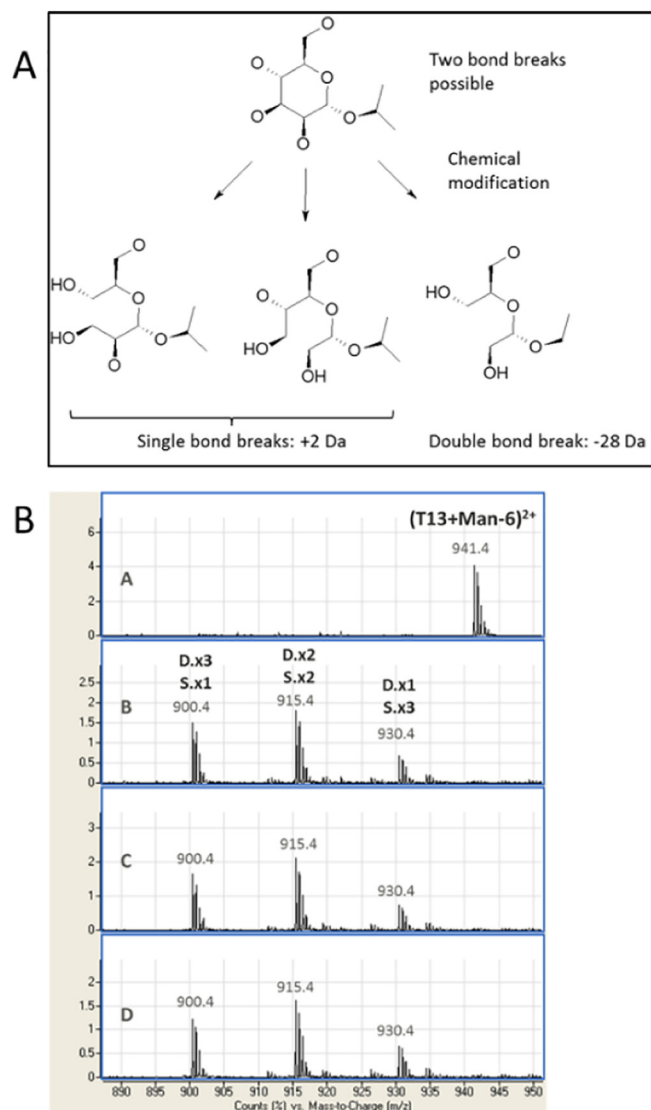 A
Two bond breaks
possible
Chemical
modification
O
O
O
O
O
O
HO
O
O
HO
O
O
O
O
O
O
HO
OH
O
HO
O
O
OH
Single bond breaks: +2 Da
Double bond break: -28 Da
B
(T13+Man-6)2+
941.4
6
4
2
0
A
D.x3
S.x1
900.4
D.x2
S.x2
915.4
D.x1
S.x3
930.4
2.5
2
1.5
1
0.5
0
B
900.4
915.4
930.4
3
2
1
0
C
900.4
915.4
930.4
2
1.5
1
0.5
0
D
890 895 900 905 910 915 920 925 930 935 940 945 950
Counts (%) vs. Mass-to-Charge (m/z)